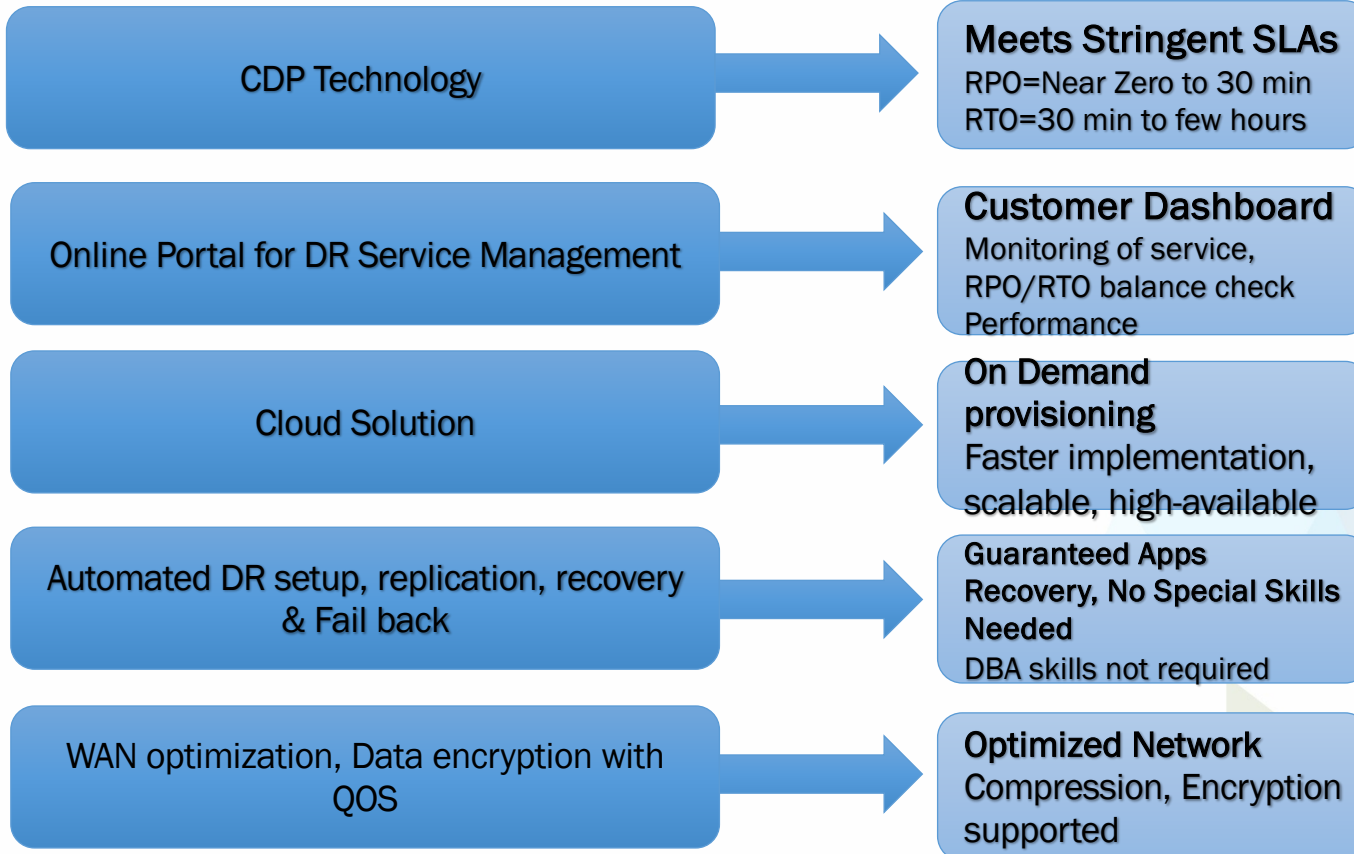 CDP Technology
Meets Stringent SLAs
RPO=Near Zero to 30 min
RTO=30 min to few hours
Online Portal for DR Service Management
Customer Dashboard
Monitoring of service,
RPO/RTO balance check
Performance
Cloud Solution
On Demand
provisioning
Faster implementation,
scalable, high-available
Automated DR setup, replication, recovery
& Fail back
Guaranteed Apps
Recovery, No Special Skills
Needed
DBA skills not required
WAN optimization, Data encryption with
QOS
Optimized Network
Compression, Encryption
supported